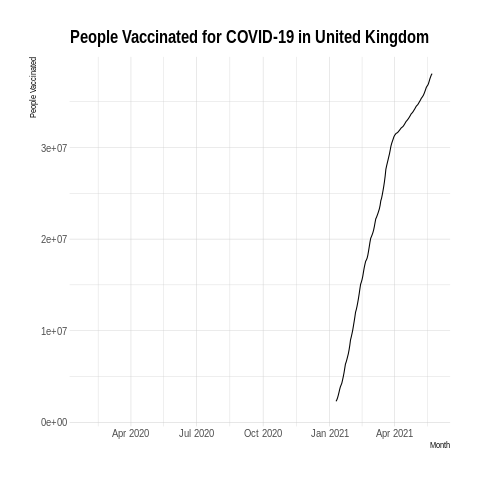 People Vaccinated for COVID-19 in United Kingdom
People Vaccinated
3e+07
2e+07
1e+07
0e+00
Apr 2020 Jul 2020 Oct 2020 Jan 2021 Apr 2021
Month